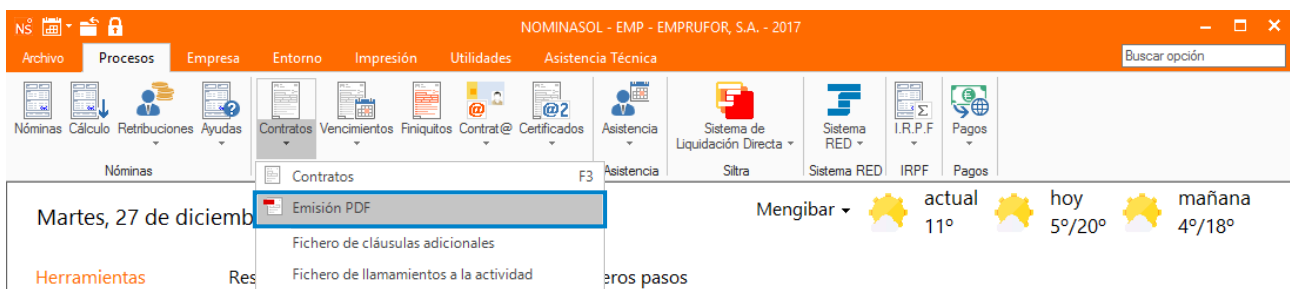 NS NOMINASOL - EMP - EMPRUFOR, S.A. - 2017
Archivo Procesos Empresa Entorno Impresión Utilidades Asistencia Técnica Buscar opción
Nóminas Cálculo Retribuciones Ayudas Contratos Vencimientos Finiquitos Contrat@ Certificados Asistencia Sistema de Liquidación Directa Sistema RED I.R.P.F Pagos
Nóminas Asistencia Siltra Sistema RED IRPF Pagos
Contratos F3
Emisión PDF
Fichero de cláusulas adicionales
Fichero de llamamientos a la actividad
Martes, 27 de diciemb
Mengibar actual hoy mañana
11º 5º/20º 4º/18º
Herramientas Res eros pasos